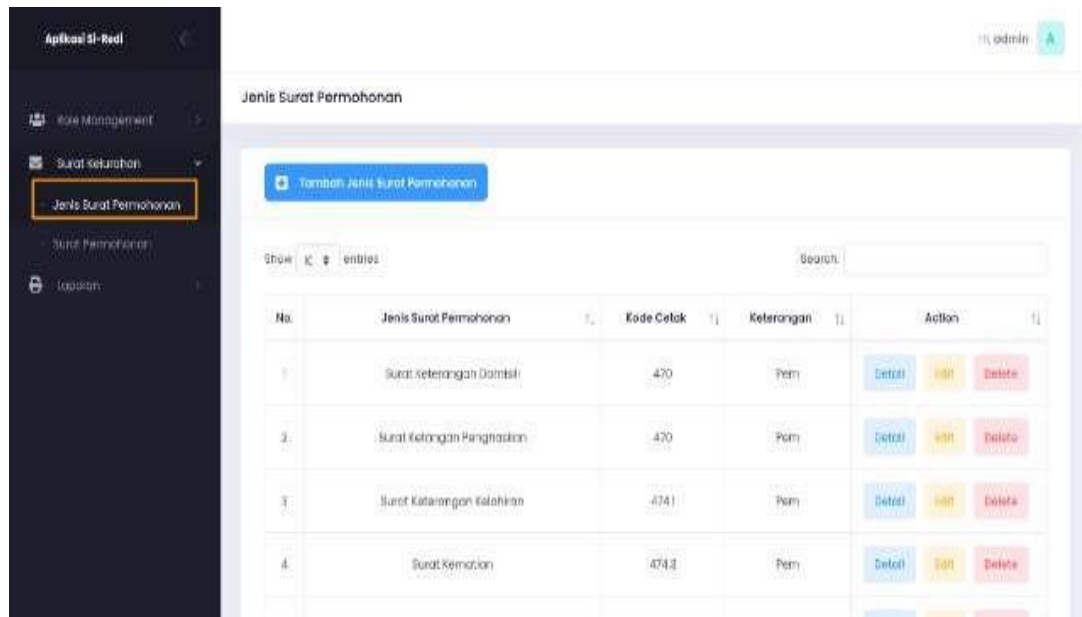 Aplikasi Si-Redi
Hi, admin A
Role Management
Surat Kelurahan
Jenis Surat Permohonan
Surat Permohonan
Laporan
Jenis Surat Permohonan
Tambah Jenis Surat Permohonan
Show entries
Search:
No. Jenis Surat Permohonan Kode Cetak Keterangan Action
1 Surat Keterangan Domisili 470 Pem Detail Edit Delete
2. Surat Ketangan Penghasilan 470 Pem Detail Edit Delete
3 Surat Keterangan Kelahiran 474.1 Pem Detail Edit Delete
4. Surat Kematian Pem Detail Edit Delete